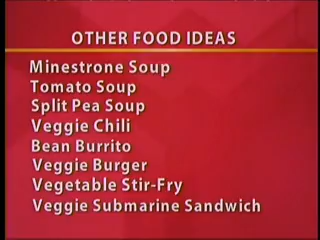 OTHER FOOD IDEAS
Minestrone Soup
Tomato Soup
Split Pea Soup
Veggie Chili
Bean Burrito
Veggie Burger
Vegetable Stir-Fry
Veggie Submarine Sandwich